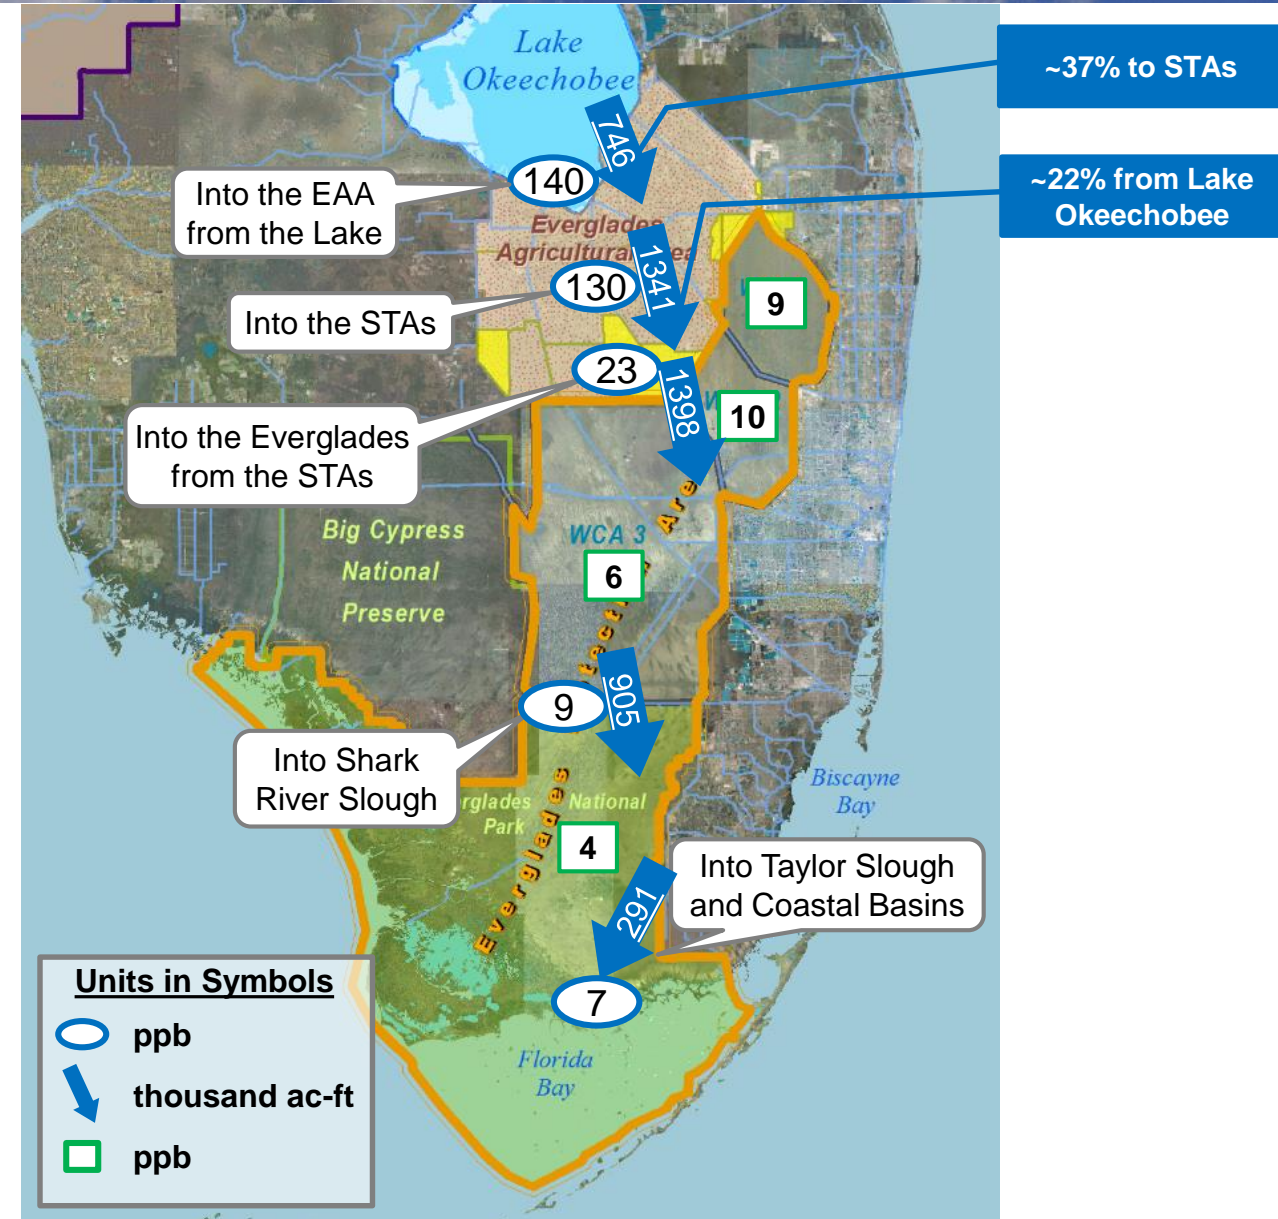 Lake
Okeechobee
~37% to STAs
746
140
Into the EAA
from the Lake
~22% from Lake
Okeechobee
Everglades
Agricultural
1341
130
9
Into the STAs
23
1398
10
Into the Everglades
from the STAs
Big Cypress
National
Preserve
WCA 3
6
905
9
Into Shark
River Slough
Biscayne
Bay
National
Park
Everglades
4
Into Taylor Slough
and Coastal Basins
291
7
Florida
Bay
Units in Symbols
ppb
thousand ac-ft
ppb